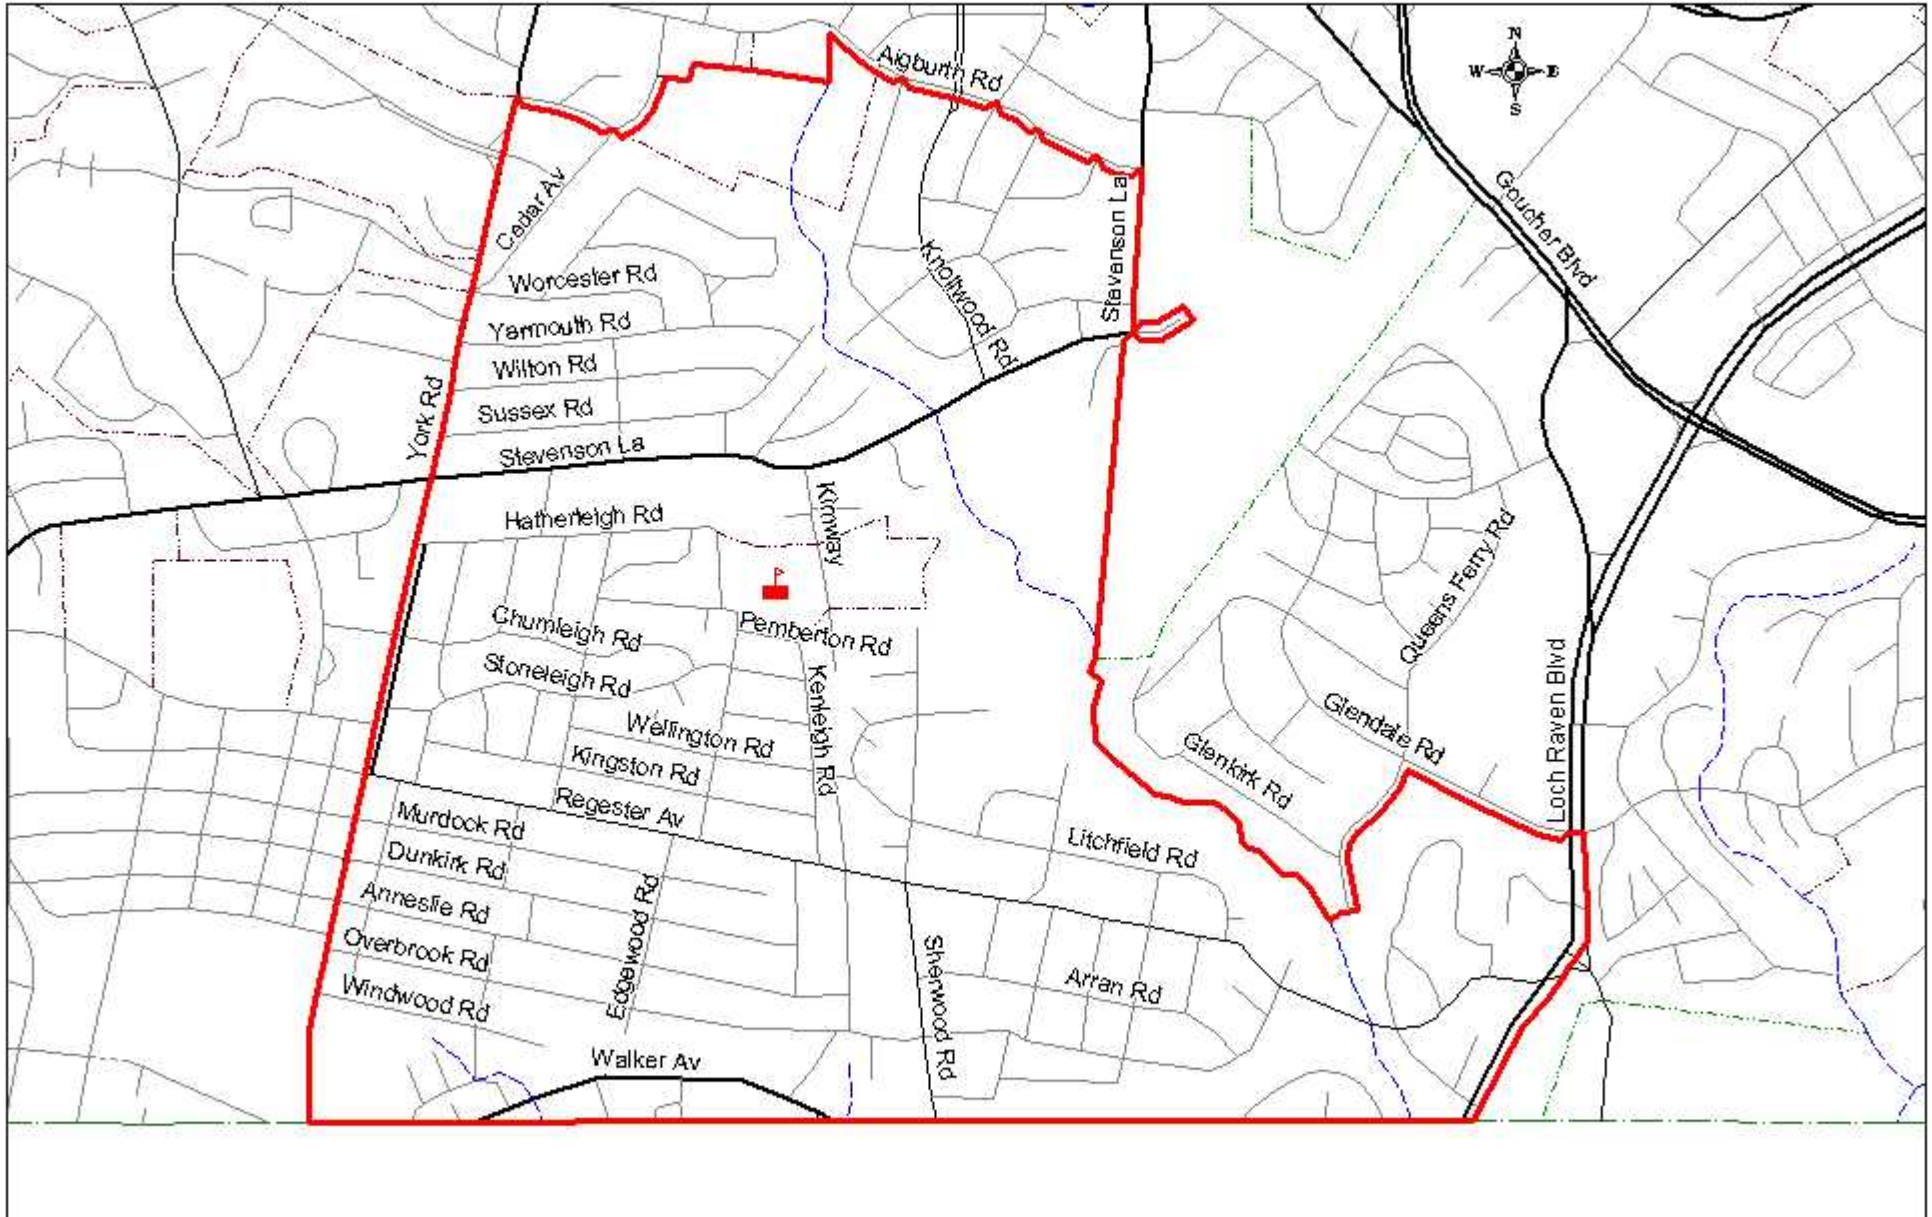 N
W E
S
Aigburth Rd
Goucher Blvd
Cedar Av
Stevanson La
Knollwood Rd
Worcester Rd
Yarmouth Rd
Wilton Rd
York Rd
Sussex Rd
Stevenson La
Kimway
Hatherleigh Rd
Queens Ferry Rd
Chumleigh Rd
Pemberton Rd
Stoneleigh Rd
Kenleigh Rd
Loch Raven Blvd
Glendale Rd
Wellington Rd
Glenkirk Rd
Kingston Rd
Regester Av
Murdock Rd
Litchfield Rd
Dunkirk Rd
Anneslie Rd
Edgewood Rd
Overbrook Rd
Sherwood Rd
Arran Rd
Windwood Rd
Walker Av